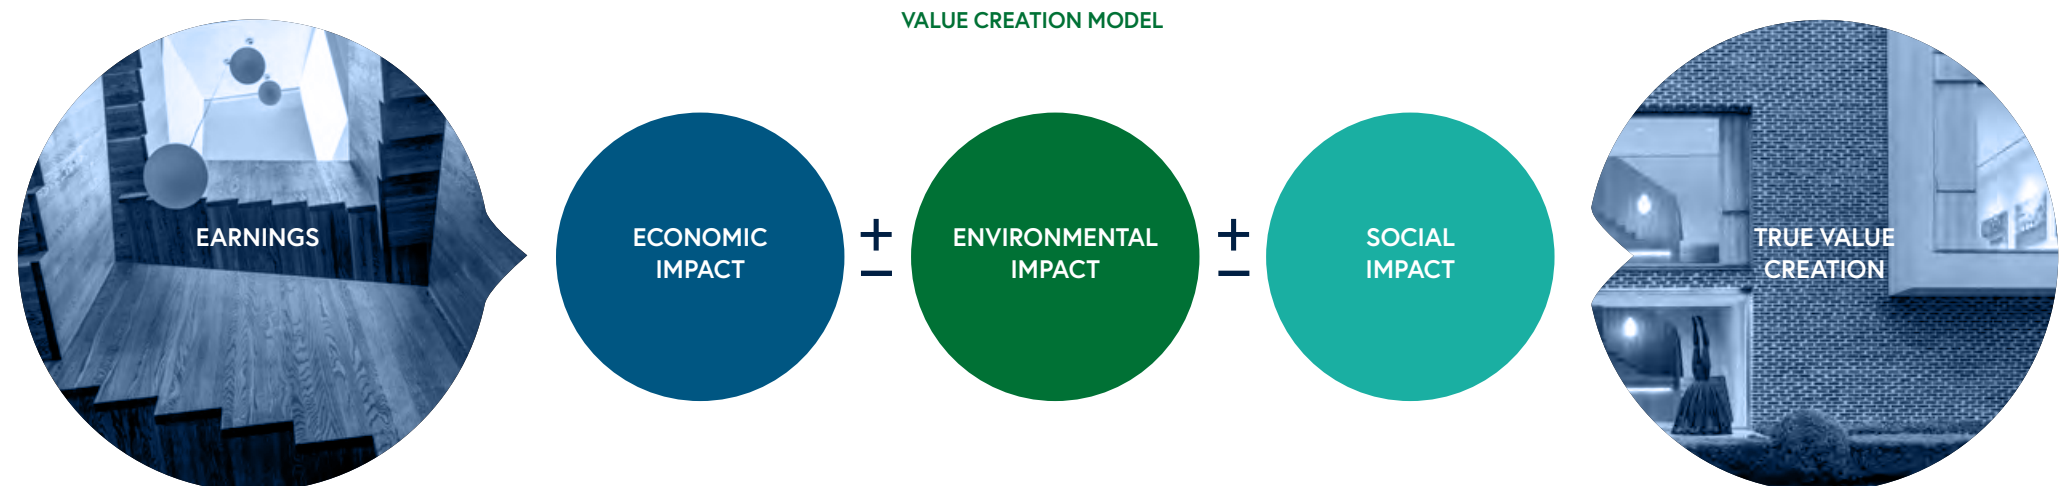 VALUE CREATION MODEL
EARNINGS
ECONOMIC
IMPACT
±
ENVIRONMENTAL
IMPACT
±
SOCIAL
IMPACT
TRUE VALUE
CREATION